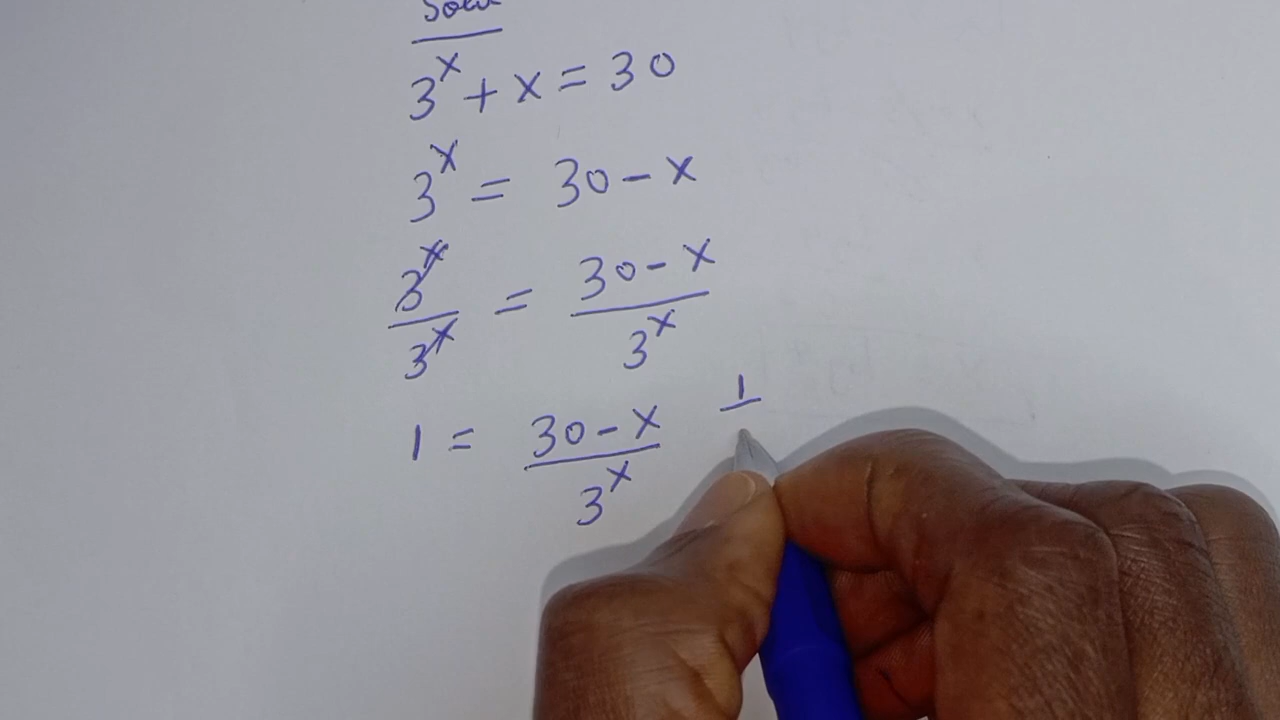 3^x + x = 30
3^x = 30 - x
3^x/3^x = (30 - x)/3^x
1 = (30 - x)/3^x 1/